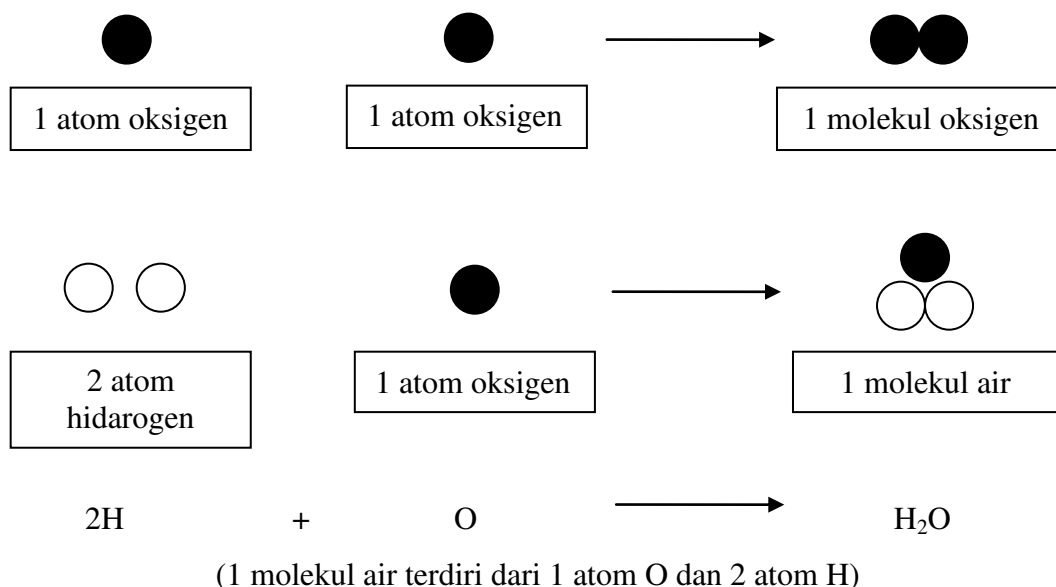 1 atom oksigen 1 atom oksigen 1 molekul oksigen
2 atom
hidarogen
1 atom oksigen 1 molekul air
2H + O H₂O
(1 molekul air terdiri dari 1 atom O dan 2 atom H)